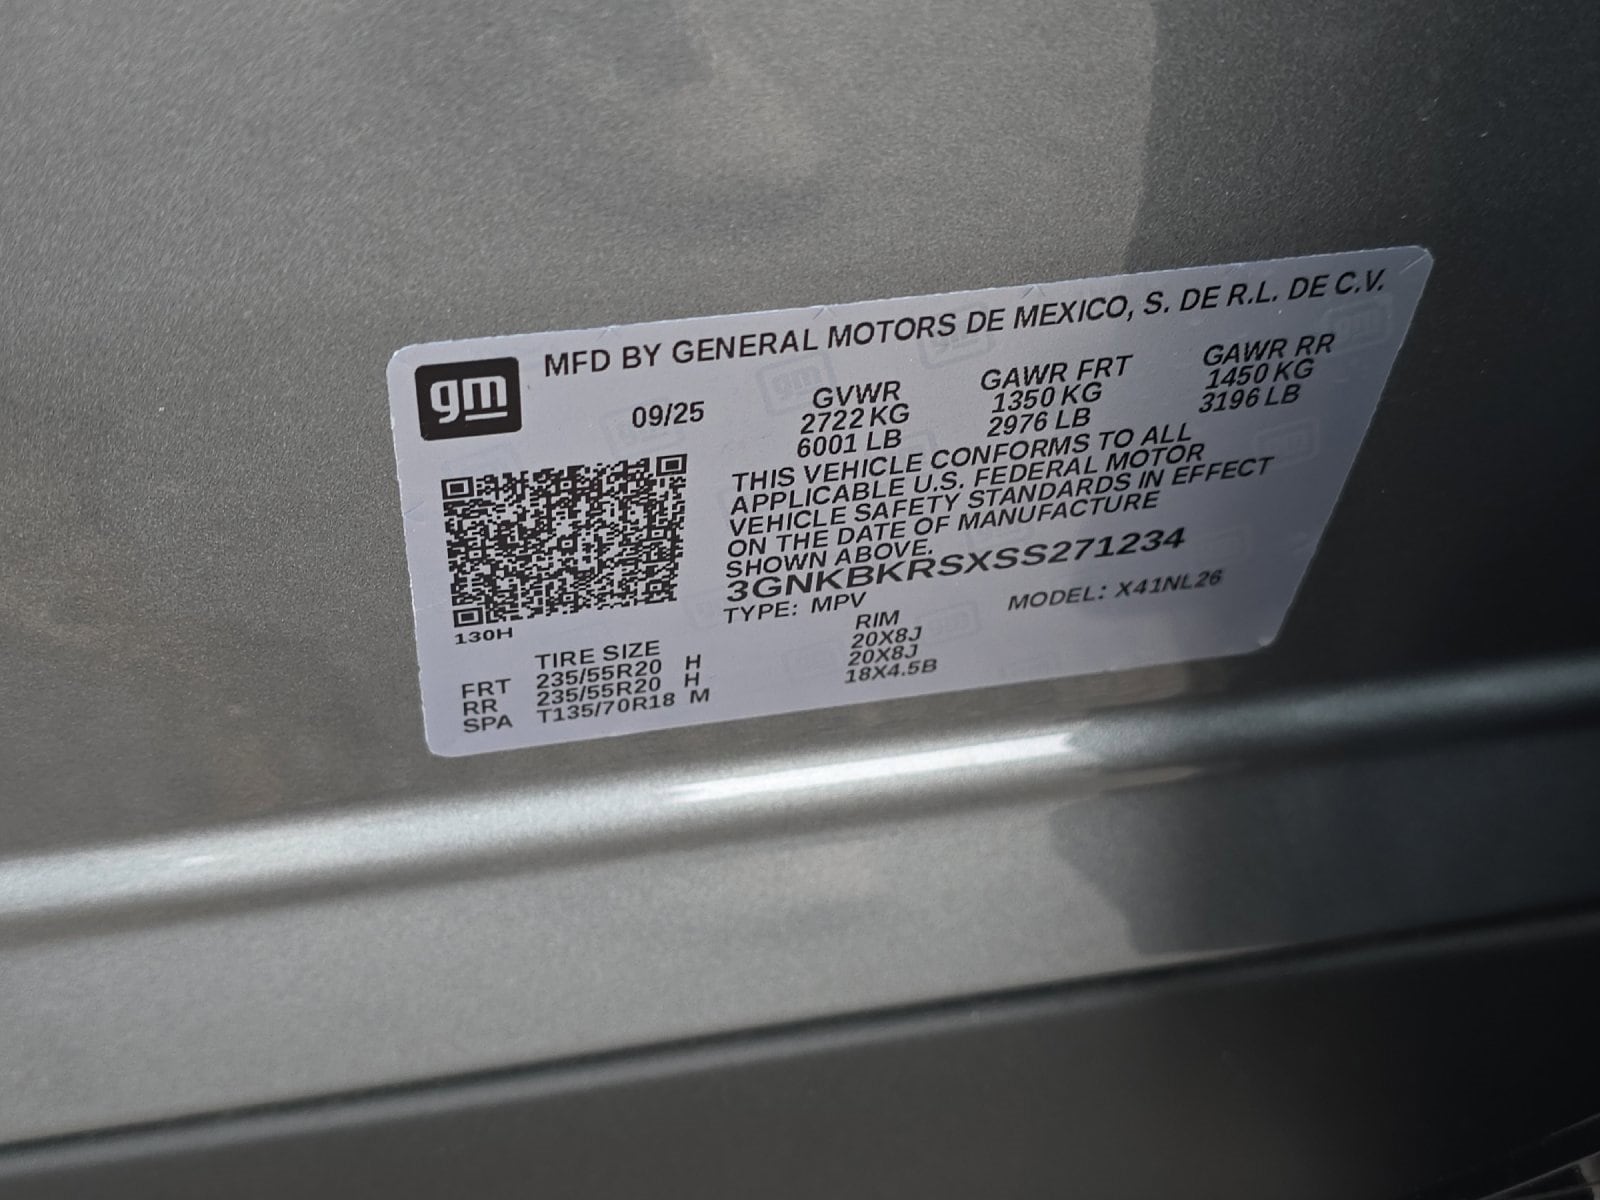 gm
MFD BY GENERAL MOTORS DE MEXICO, S. DE R.L. DE C.V.
09/25
GVWR GAWR FRT GAWR RR
2722 KG 1350 KG 1450 KG
6001 LB 2976 LB 3196 LB
THIS VEHICLE CONFORMS TO ALL
APPLICABLE U.S. FEDERAL MOTOR
VEHICLE SAFETY STANDARDS IN EFFECT
ON THE DATE OF MANUFACTURE
SHOWN ABOVE.
3GNKBKRSXSS271234
TYPE: MPV MODEL: X41NL26
130H
TIRE SIZE RIM
FRT 235/55R20 H 20X8J
RR 235/55R20 H 20X8J
SPA T135/70R18 M 18X4.5B